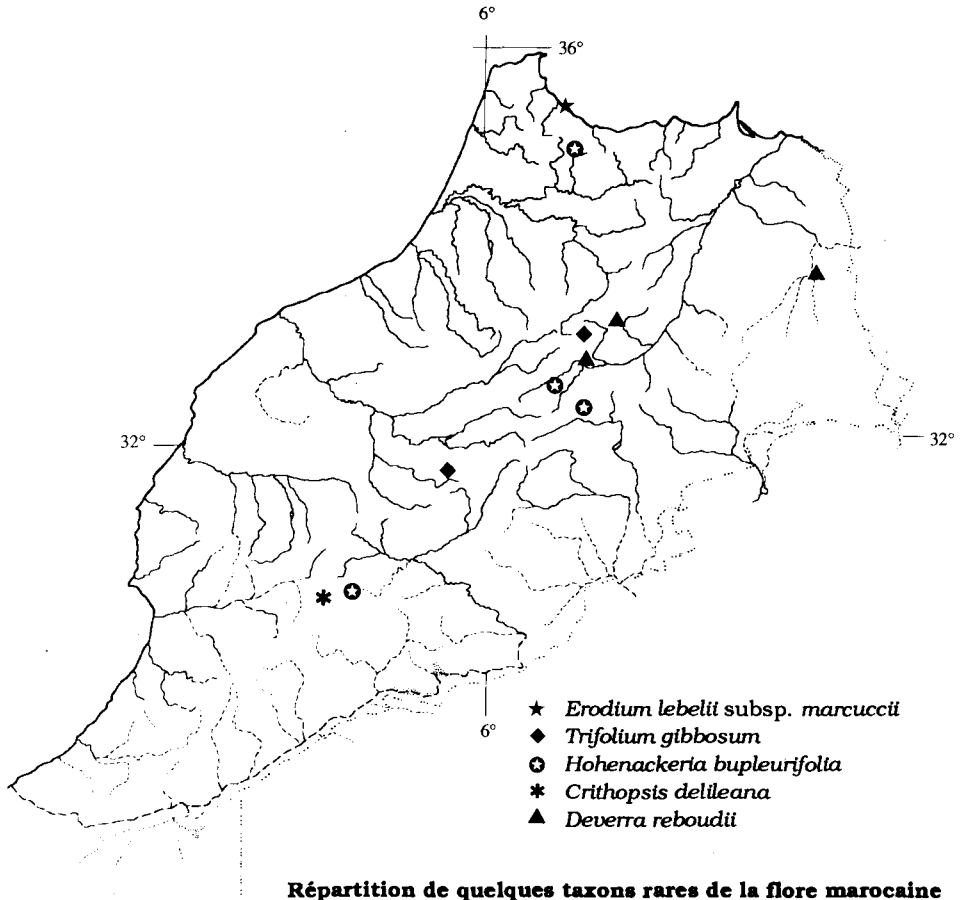 6°
36°
32°
32°
6°
★ Erodium lebelii subsp. marcuccii
◆ Trifolium gibbosum
✪ Hohenackeria bupleurifolia
✱ Crithopsis delileana
▲ Deverra reboudii
Répartition de quelques taxons rares de la flore marocaine